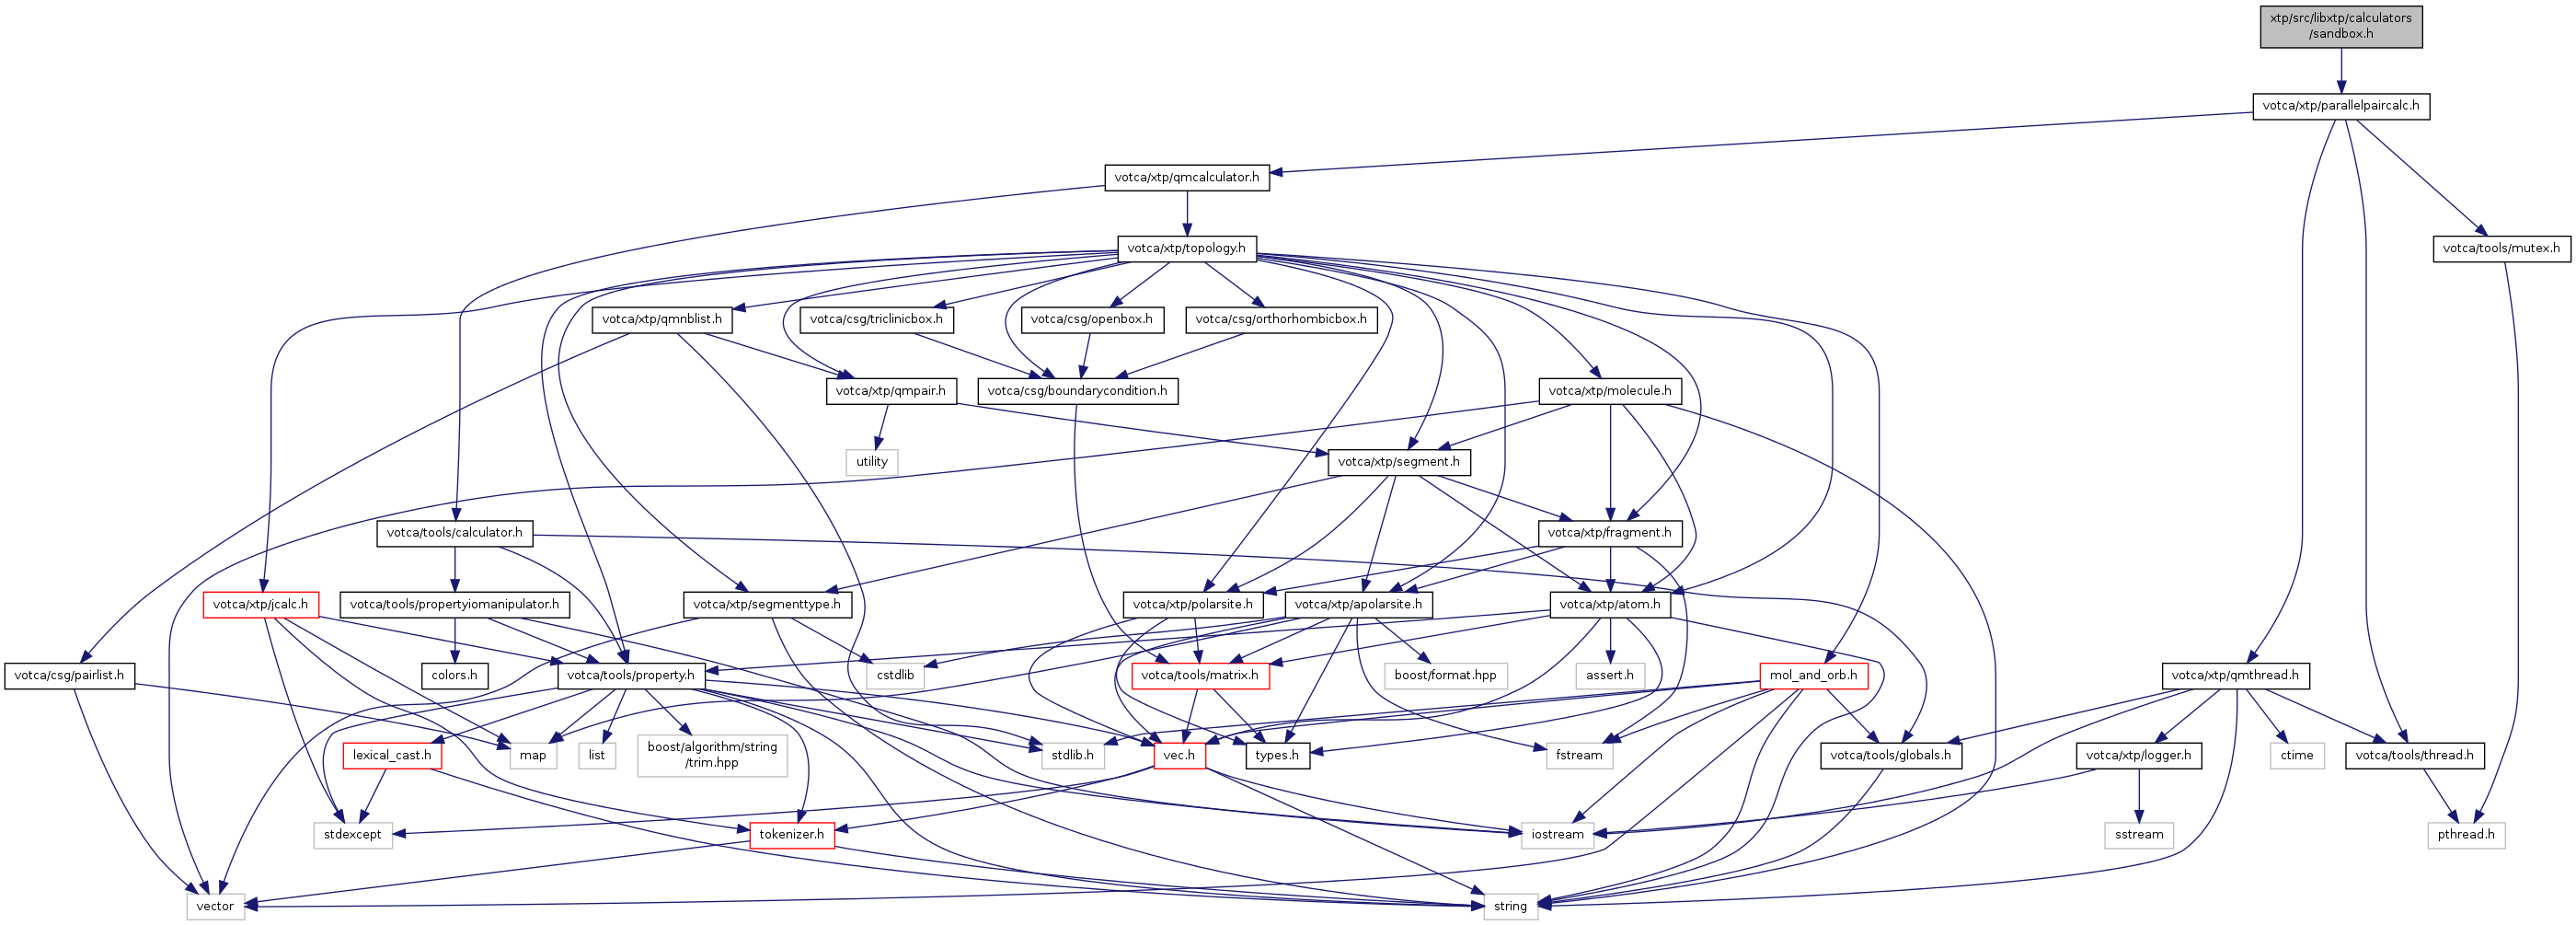 xtp/src/libxtp/calculators
/sandbox.h
votca/xtp/parallelpaircalc.h
votca/xtp/qmcalculator.h
votca/xtp/topology.h
votca/tools/mutex.h
votca/xtp/qmnblist.h
votca/csg/triclinicbox.h
votca/csg/openbox.h
votca/csg/orthorhombicbox.h
votca/xtp/qmpair.h
votca/csg/boundarycondition.h
votca/xtp/molecule.h
utility
votca/xtp/segment.h
votca/tools/calculator.h
votca/xtp/fragment.h
votca/xtp/jcalc.h
votca/tools/propertyiomanipulator.h
votca/xtp/segmenttype.h
votca/xtp/polarsite.h
votca/xtp/apolarsite.h
votca/xtp/atom.h
votca/csg/pairlist.h
colors.h
votca/tools/property.h
cstdlib
votca/tools/matrix.h
boost/format.hpp
assert.h
mol_and_orb.h
votca/xtp/qmthread.h
lexical_cast.h
map
list
boost/algorithm/string
/trim.hpp
stdlib.h
vec.h
types.h
fstream
votca/tools/globals.h
votca/xtp/logger.h
ctime
votca/tools/thread.h
stdexcept
tokenizer.h
iostream
sstream
pthread.h
vector
string